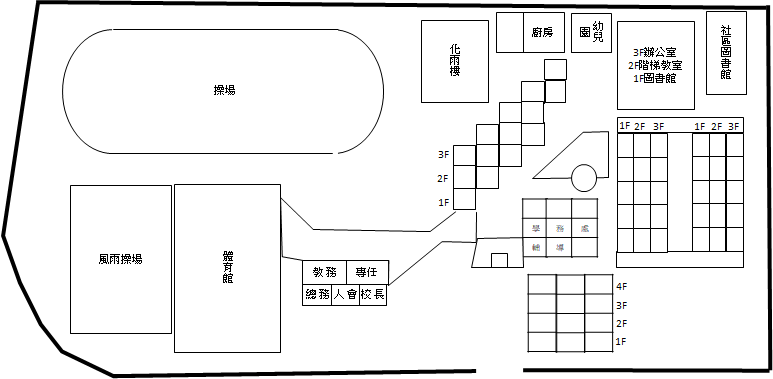 廚房
幼兒
園
社區圖書館
化雨樓
3F辦公室
2F階梯教室
1F圖書館
操場
1F 2F 3F
1F 2F 3F
3F
2F
1F
學 務 處
輔 導
風雨操場
體育館
教務 專任
總務 人會 校長
4F
3F
2F
1F